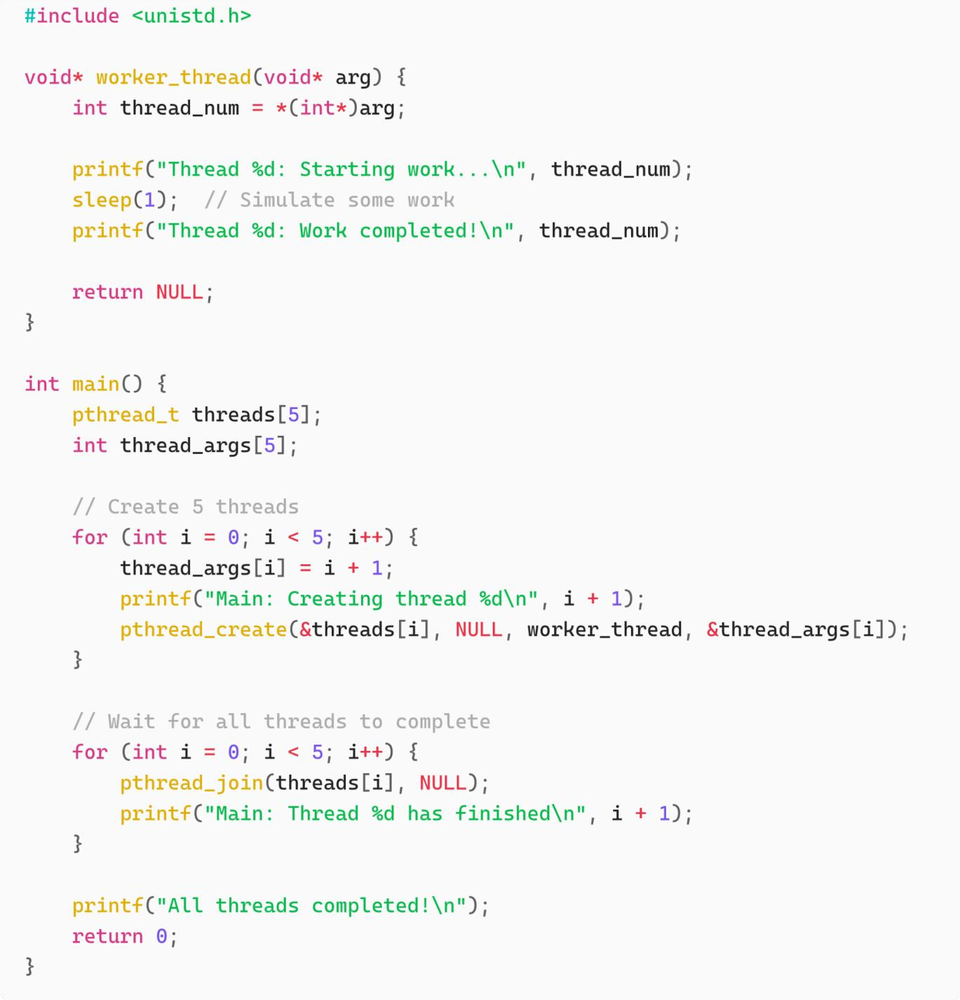 #include <unistd.h>
void* worker_thread(void* arg) {
int thread_num = *(int*)arg;
printf("Thread %d: Starting work...\n", thread_num);
sleep(1);  // Simulate some work
printf("Thread %d: Work completed!\n", thread_num);
return NULL;
}
int main() {
pthread_t threads[5];
int thread_args[5];
// Create 5 threads
for (int i = 0; i < 5; i++) {
thread_args[i] = i + 1;
printf("Main: Creating thread %d\n", i + 1);
pthread_create(&threads[i], NULL, worker_thread, &thread_args[i]);
}
// Wait for all threads to complete
for (int i = 0; i < 5; i++) {
pthread_join(threads[i], NULL);
printf("Main: Thread %d has finished\n", i + 1);
}
printf("All threads completed!\n");
return 0;
}